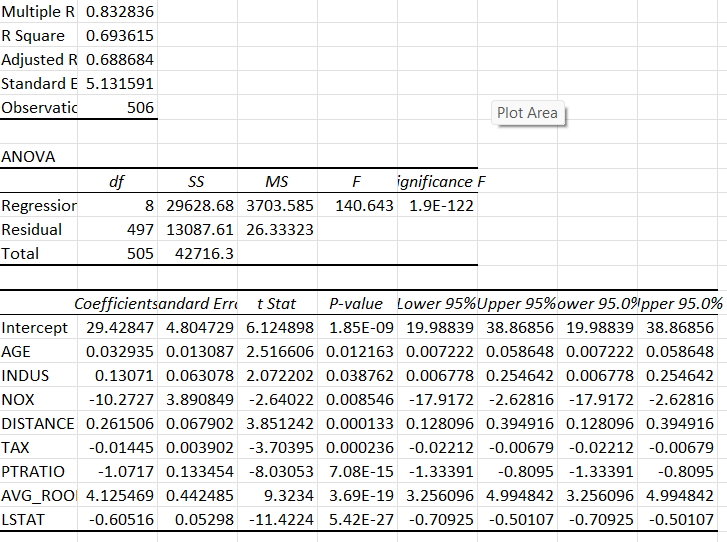 Multiple R 0.832836
R Square 0.693615
Adjusted R 0.688684
Standard E 5.131591
Observatic 506
Plot Area
ANOVA
df SS MS F ignificance F
Regression 8 29628.68 3703.585 140.643 1.9E-122
Residual 497 13087.61 26.33323
Total 505 42716.3
Coefficients andard Erro t Stat P-value Lower 95% Upper 95% ower 95.0% Ipper 95.0%
Intercept 29.42847 4.804729 6.124898 1.85E-09 19.98839 38.86856 19.98839 38.86856
AGE 0.032935 0.013087 2.516606 0.012163 0.007222 0.058648 0.007222 0.058648
INDUS 0.13071 0.063078 2.072202 0.038762 0.006778 0.254642 0.006778 0.254642
NOX -10.2727 3.890849 -2.64022 0.008546 -17.9172 -2.62816 -17.9172 -2.62816
DISTANCE 0.261506 0.067902 3.851242 0.000133 0.128096 0.394916 0.128096 0.394916
TAX -0.01445 0.003902 -3.70395 0.000236 -0.02212 -0.00679 -0.02212 -0.00679
PTRATIO -1.0717 0.133454 -8.03053 7.08E-15 -1.33391 -0.8095 -1.33391 -0.8095
AVG_ROO 4.125469 0.442485 9.3234 3.69E-19 3.256096 4.994842 3.256096 4.994842
LSTAT -0.60516 0.05298 -11.4224 5.42E-27 -0.70925 -0.50107 -0.70925 -0.50107